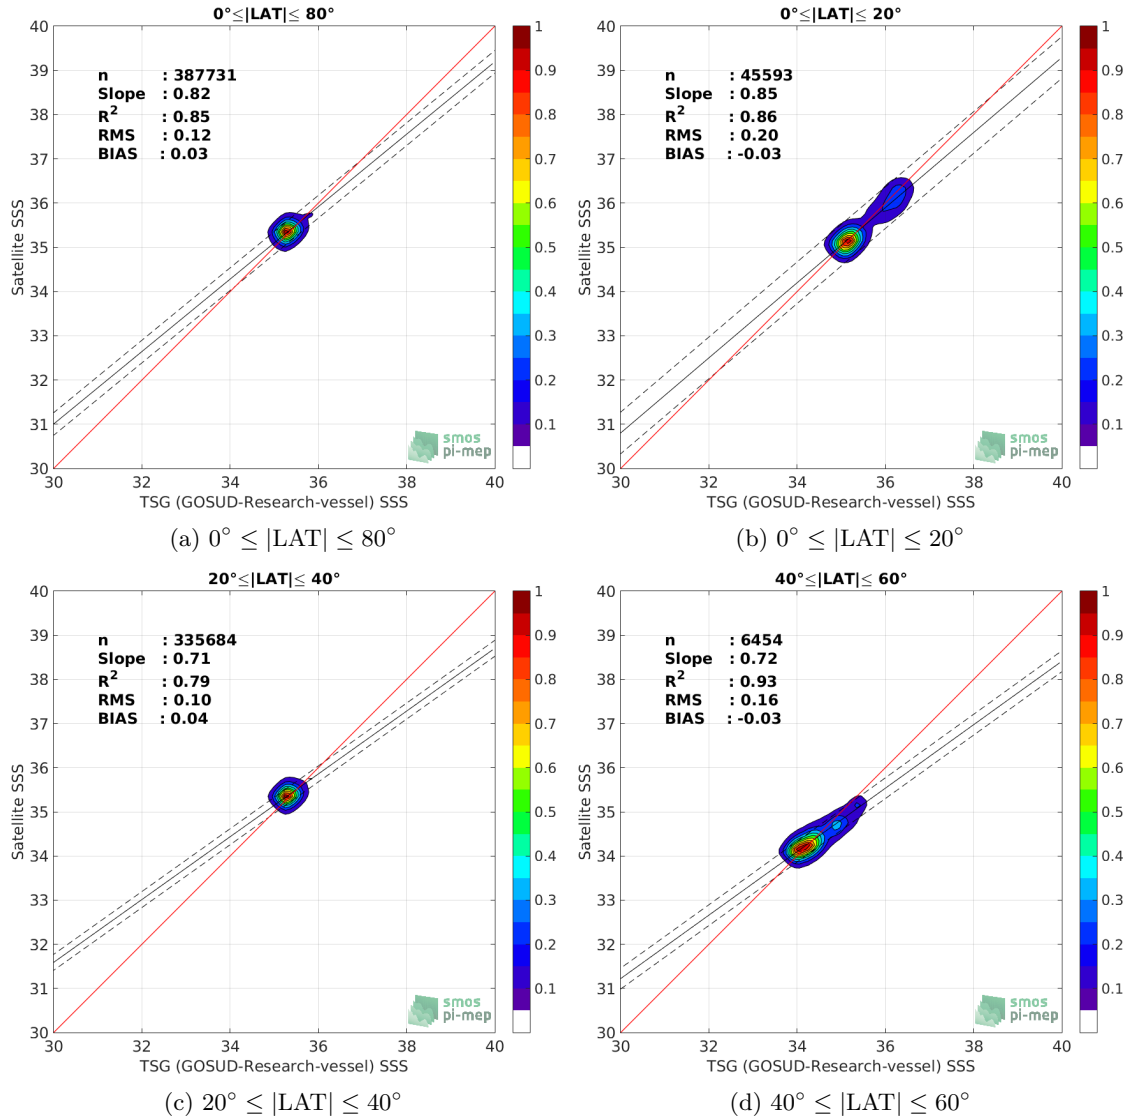 0°≤|LAT|≤ 80°
n : 387731
Slope : 0.82
R² : 0.85
RMS : 0.12
BIAS : 0.03
40
39
38
37
36
35
34
33
32
31
30
Satellite SSS
30 32 34 36 38 40
TSG (GOSUD-Research-vessel) SSS
1
0.9
0.8
0.7
0.6
0.5
0.4
0.3
0.2
0.1
smos
pi-mep
(a) 0° ≤ |LAT| ≤ 80°
0°≤|LAT|≤ 20°
n : 45593
Slope : 0.85
R² : 0.86
RMS : 0.20
BIAS : -0.03
40
39
38
37
36
35
34
33
32
31
30
Satellite SSS
30 32 34 36 38 40
TSG (GOSUD-Research-vessel) SSS
1
0.9
0.8
0.7
0.6
0.5
0.4
0.3
0.2
0.1
smos
pi-mep
(b) 0° ≤ |LAT| ≤ 20°
20°≤|LAT|≤ 40°
n : 335684
Slope : 0.71
R² : 0.79
RMS : 0.10
BIAS : 0.04
40
39
38
37
36
35
34
33
32
31
30
Satellite SSS
30 32 34 36 38 40
TSG (GOSUD-Research-vessel) SSS
1
0.9
0.8
0.7
0.6
0.5
0.4
0.3
0.2
0.1
smos
pi-mep
(c) 20° ≤ |LAT| ≤ 40°
40°≤|LAT|≤ 60°
n : 6454
Slope : 0.72
R² : 0.93
RMS : 0.16
BIAS : -0.03
40
39
38
37
36
35
34
33
32
31
30
Satellite SSS
30 32 34 36 38 40
TSG (GOSUD-Research-vessel) SSS
1
0.9
0.8
0.7
0.6
0.5
0.4
0.3
0.2
0.1
smos
pi-mep
(d) 40° ≤ |LAT| ≤ 60°